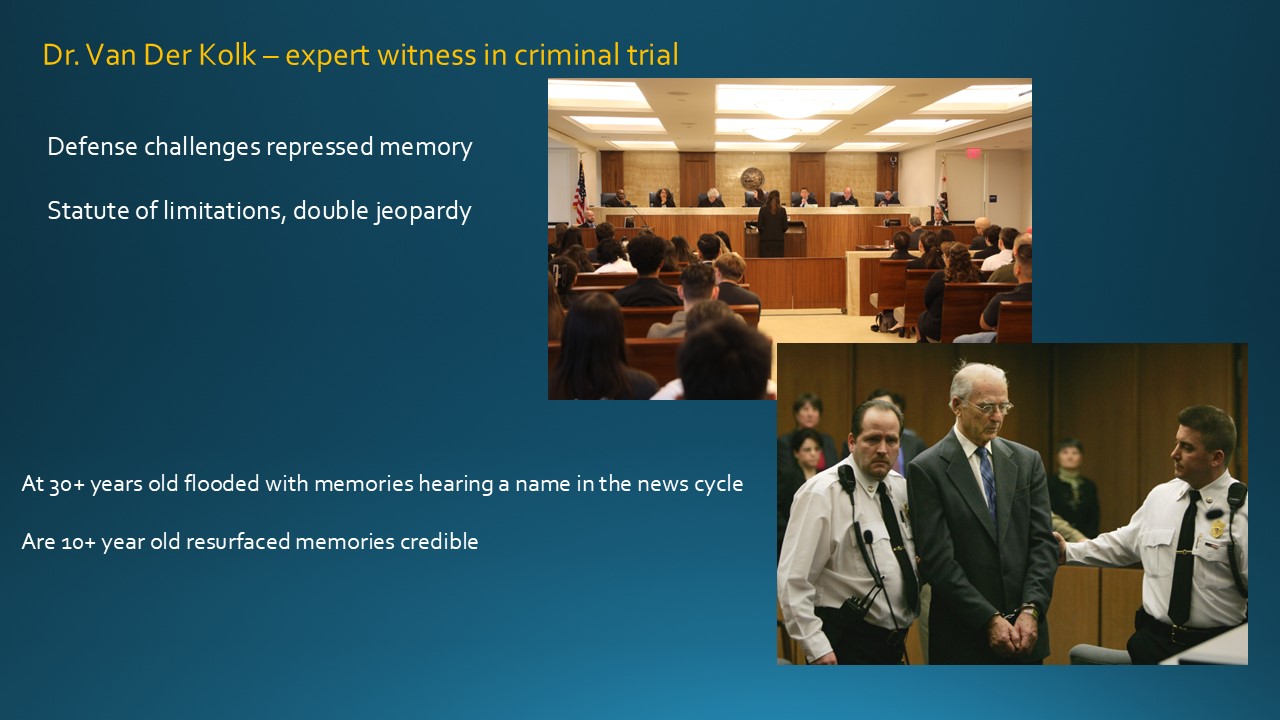 Dr. Van Der Kolk – expert witness in criminal trial
Defense challenges repressed memory
Statute of limitations, double jeopardy
At 30+ years old flooded with memories hearing a name in the news cycle
Are 10+ year old resurfaced memories credible